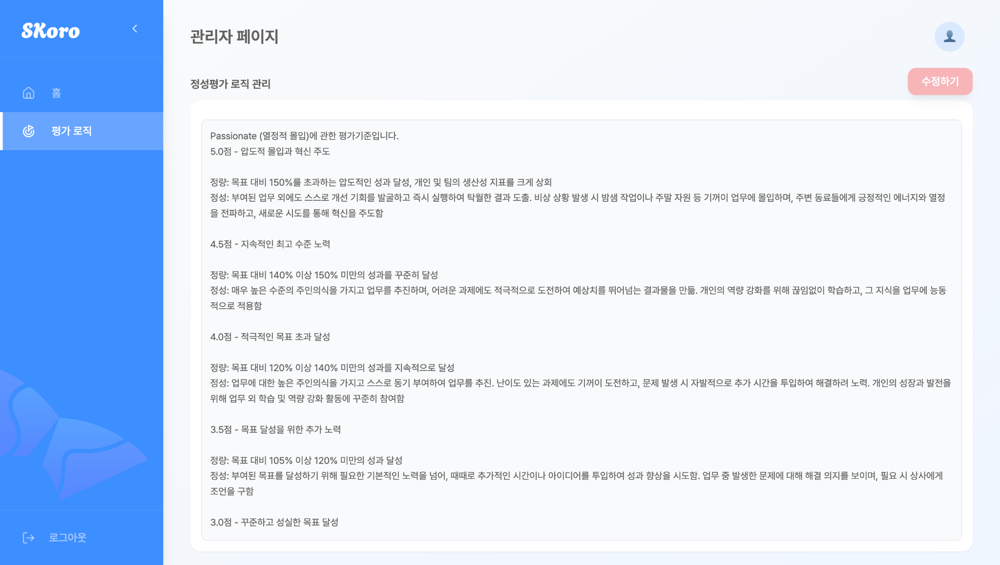 SKoro
홈
평가 로직
로그아웃
관리자 페이지
정성평가 로직 관리
수정하기
Passionate (열정적 몰입)에 관한 평가기준입니다.
5.0점 - 압도적 몰입과 혁신 주도
정량: 목표 대비 150%를 초과하는 압도적인 성과 달성, 개인 및 팀의 생산성 지표를 크게 상회
정성: 부여된 업무 외에도 스스로 개선 기회를 발굴하고 즉시 실행하여 탁월한 결과 도출. 비상 상황 발생 시 밤샘 작업이나 주말 자원 등 기꺼이 업무에 몰입하며, 주변 동료들에게 긍정적인 에너지와 열정
을 전파하고, 새로운 시도를 통해 혁신을 주도함
4.5점 - 지속적인 최고 수준 노력
정량: 목표 대비 140% 이상 150% 미만의 성과를 꾸준히 달성
정성: 매우 높은 수준의 주인의식을 가지고 업무를 추진하며, 어려운 과제에도 적극적으로 도전하여 예상치를 뛰어넘는 결과물을 만듦. 개인의 역량 강화를 위해 끊임없이 학습하고, 그 지식을 업무에 능동
적으로 적용함
4.0점 - 적극적인 목표 초과 달성
정량: 목표 대비 120% 이상 140% 미만의 성과를 지속적으로 달성
정성: 업무에 대한 높은 주인의식을 가지고 스스로 동기 부여하여 업무를 추진. 난이도 있는 과제에도 기꺼이 도전하고, 문제 발생 시 자발적으로 추가 시간을 투입하여 해결하려 노력. 개인의 성장과 발전을
위해 업무 외 학습 및 역량 강화 활동에 꾸준히 참여함
3.5점 - 목표 달성을 위한 추가 노력
정량: 목표 대비 105% 이상 120% 미만의 성과 달성
정성: 부여된 목표를 달성하기 위해 필요한 기본적인 노력을 넘어, 때때로 추가적인 시간이나 아이디어를 투입하여 성과 향상을 시도함. 업무 중 발생한 문제에 대해 해결 의지를 보이며, 필요 시 상사에게
조언을 구함
3.0점 - 꾸준하고 성실한 목표 달성